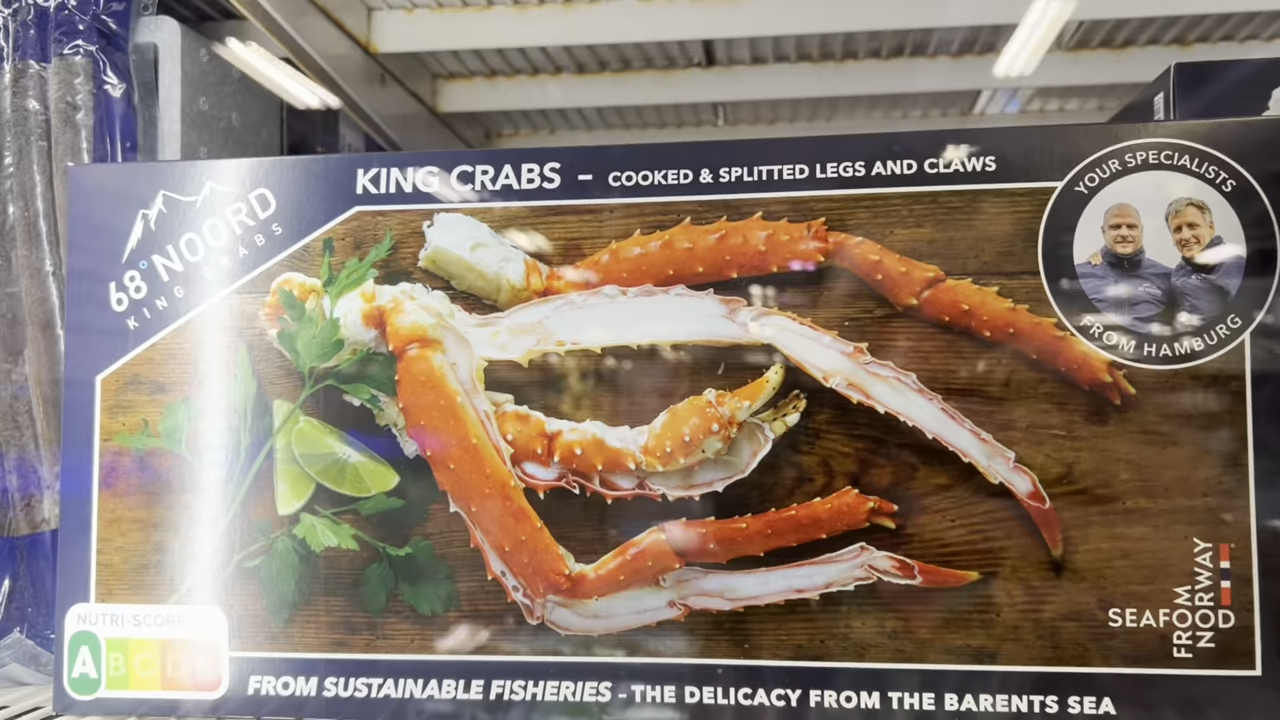 KING CRABS – COOKED & SPLITTED LEGS AND CLAWS
68° NOORD
KING CRABS
YOUR SPECIALISTS
FROM HAMBURG
SEAFOOD
FROM
NORWAY
NUTRI-SCORE
A B C D
FROM SUSTAINABLE FISHERIES – THE DELICACY FROM THE BARENTS SEA